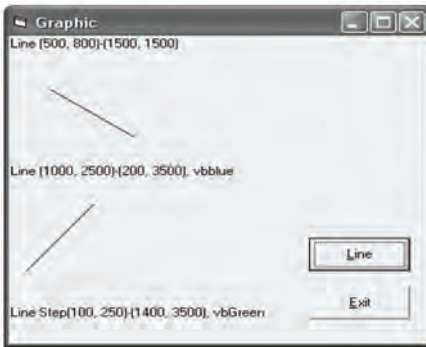 Graphic
Line (500, 800)-(1500, 1500)
Line (1000, 2500)-(200, 3500), vbblue
Line
Exit
Line Step(100, 250)-(1400, 3500), vbGreen